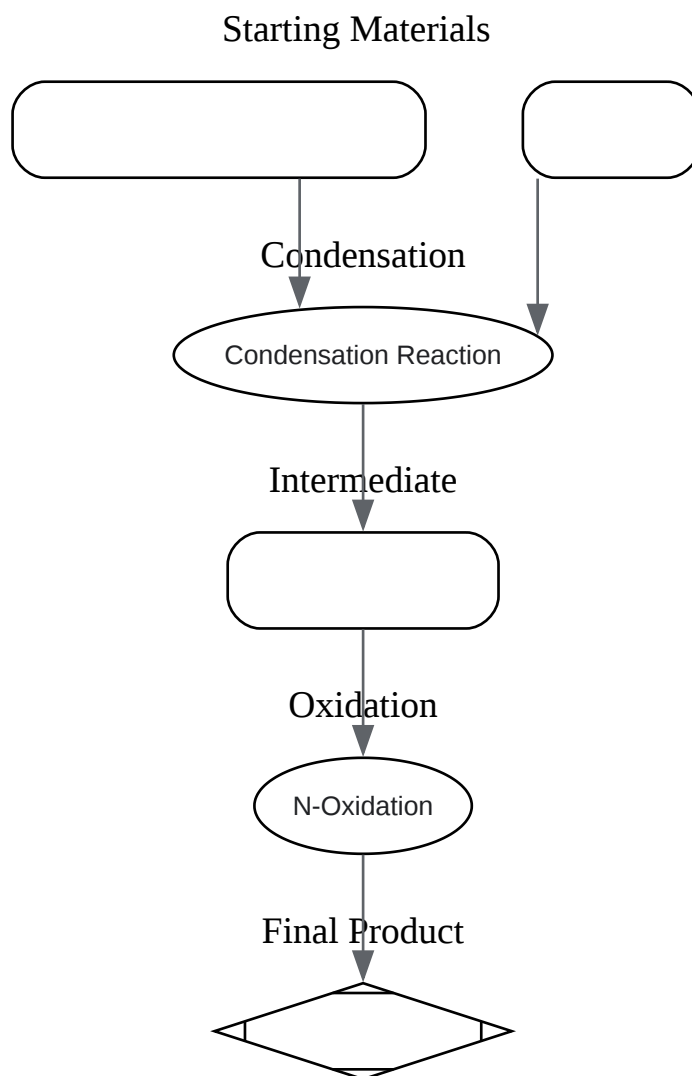 Starting Materials
Condensation
Condensation Reaction
Intermediate
Oxidation
N-Oxidation
Final Product